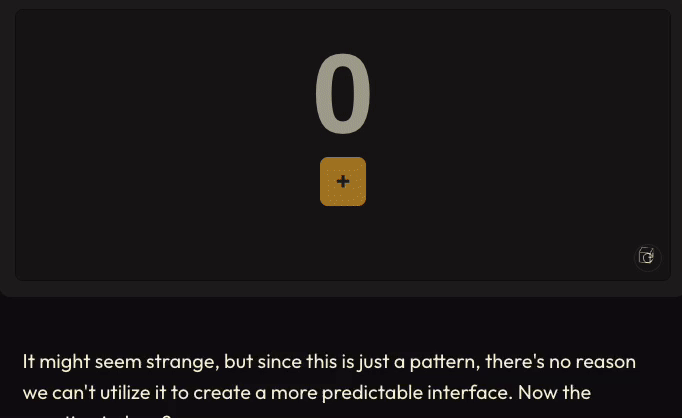 0
+
It might seem strange, but since this is just a pattern, there's no reason
we can't utilize it to create a more predictable interface. Now the